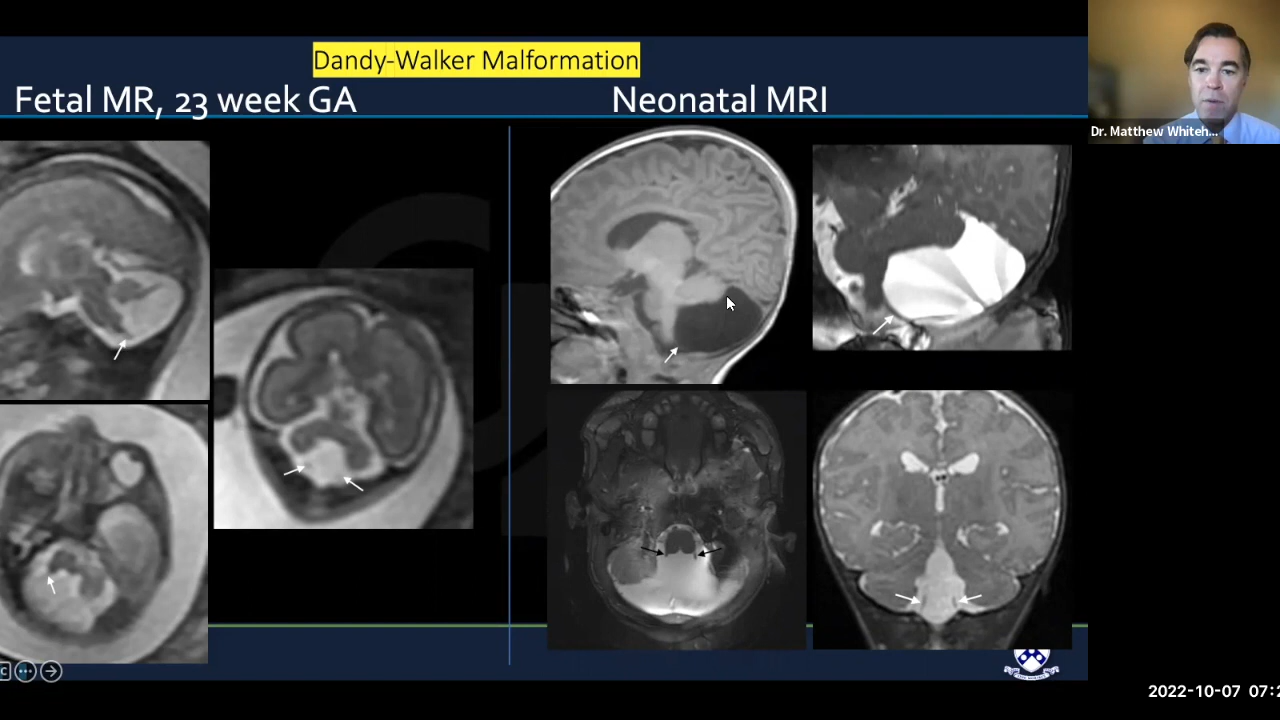 Dandy-Walker Malformation
Fetal MR, 23 week GA
Neonatal MRI
Dr. Matthew Whiteh...
2022-10-07 07:2